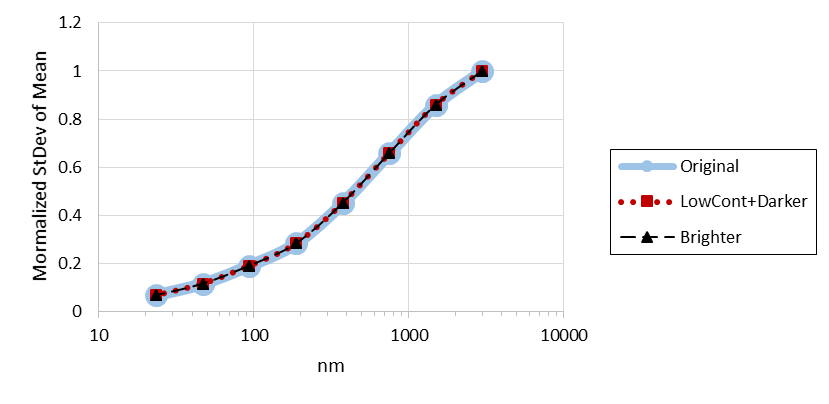 Mormalized StDev of Mean
1.2
1
0.8
0.6
0.4
0.2
0
10
100
1000
10000
nm
Original
LowCont+Darker
Brighter